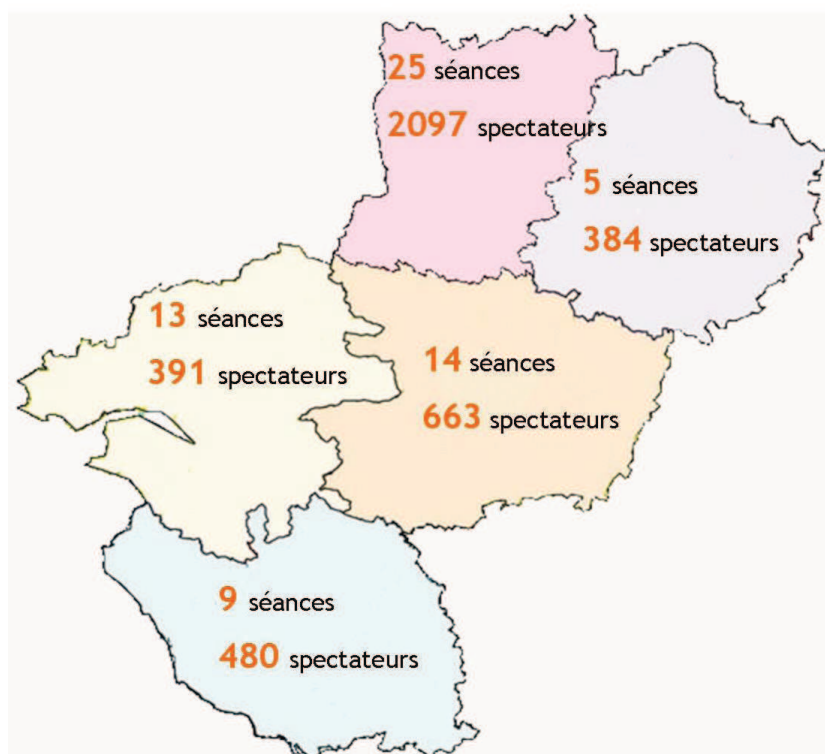 25 séances
2097 spectateurs
5 séances
384 spectateurs
13 séances
391 spectateurs
14 séances
663 spectateurs
9 séances
480 spectateurs